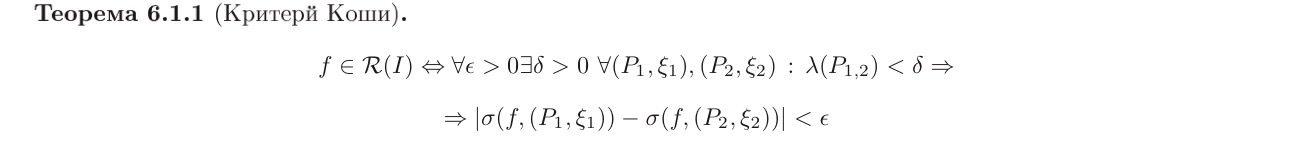 Теорема 6.1.1 (Критерй Коши).
f ∈ R(I) ⇔ ∀ϵ > 0∃δ > 0 ∀(P₁, ξ₁), (P₂, ξ₂) : λ(P₁,₂) < δ ⇒
⇒ |σ(f, (P₁, ξ₁)) − σ(f, (P₂, ξ₂))| < ϵ